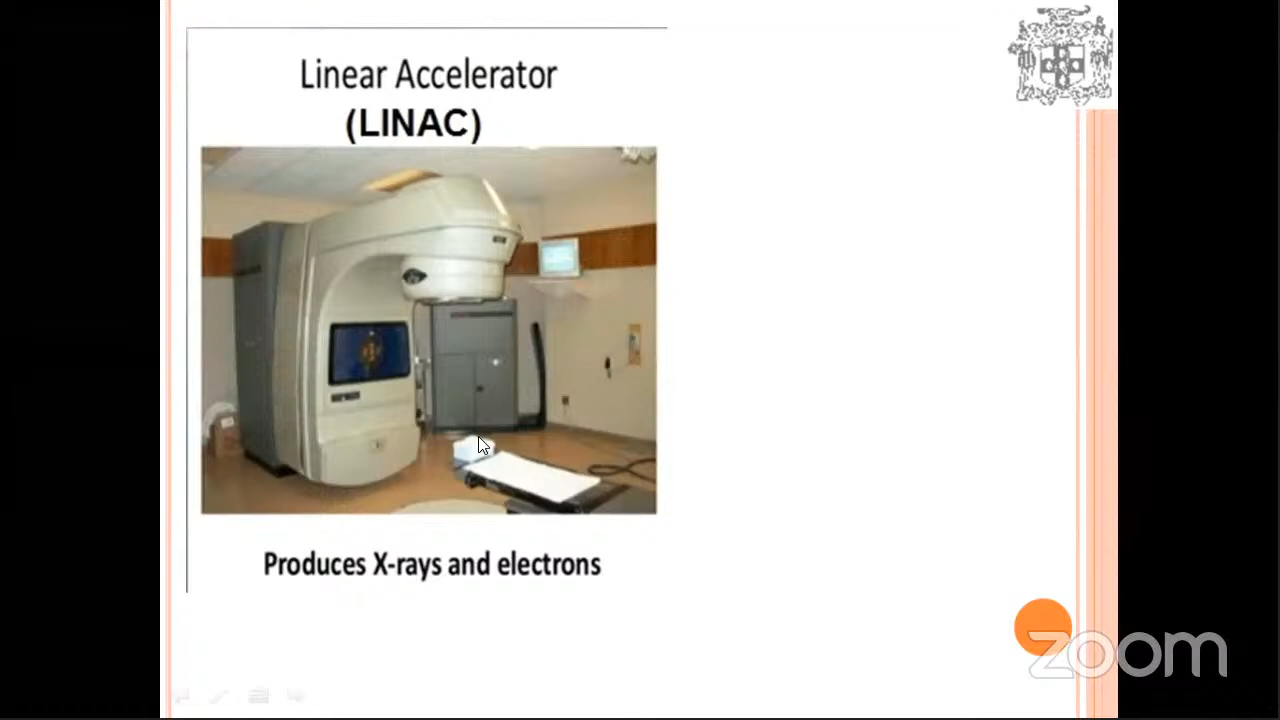 Linear Accelerator
(LINAC)
Produces X-rays and electrons
zoom